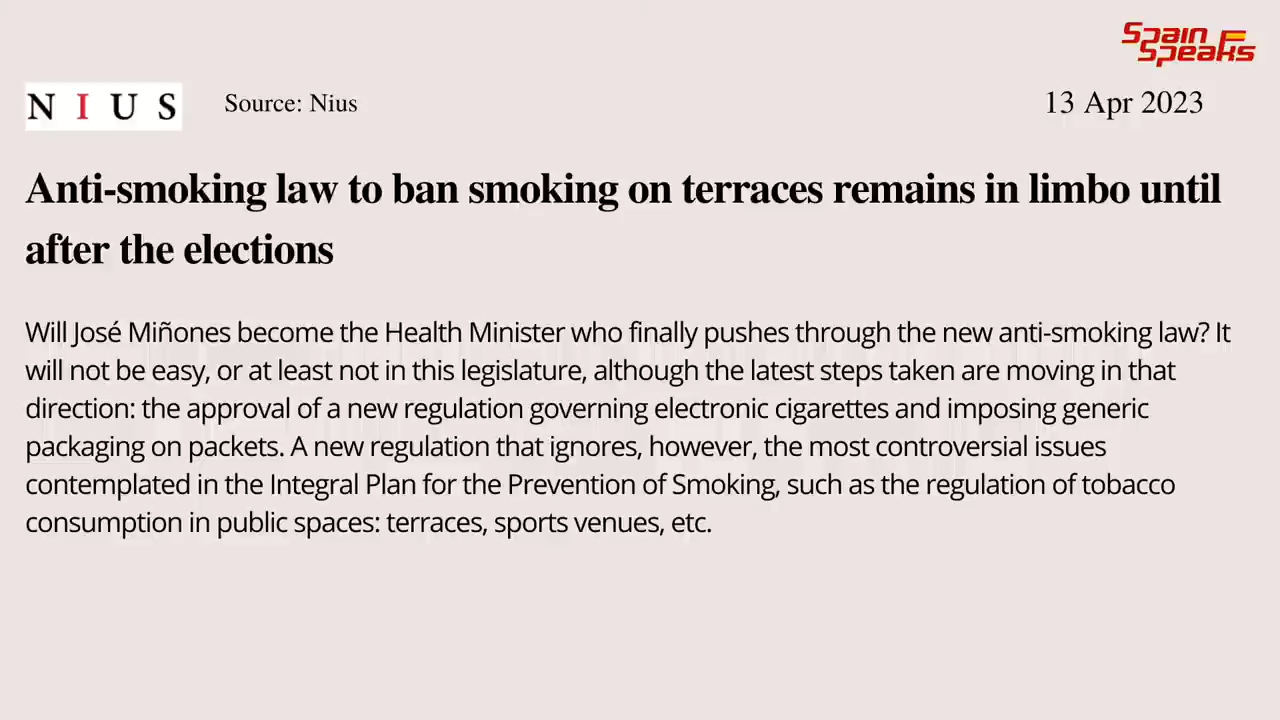 Spain
Speaks
NIUS
Source: Nius
13 Apr 2023
Anti-smoking law to ban smoking on terraces remains in limbo until
after the elections
Will José Miñones become the Health Minister who finally pushes through the new anti-smoking law? It
will not be easy, or at least not in this legislature, although the latest steps taken are moving in that
direction: the approval of a new regulation governing electronic cigarettes and imposing generic
packaging on packets. A new regulation that ignores, however, the most controversial issues
contemplated in the Integral Plan for the Prevention of Smoking, such as the regulation of tobacco
consumption in public spaces: terraces, sports venues, etc.